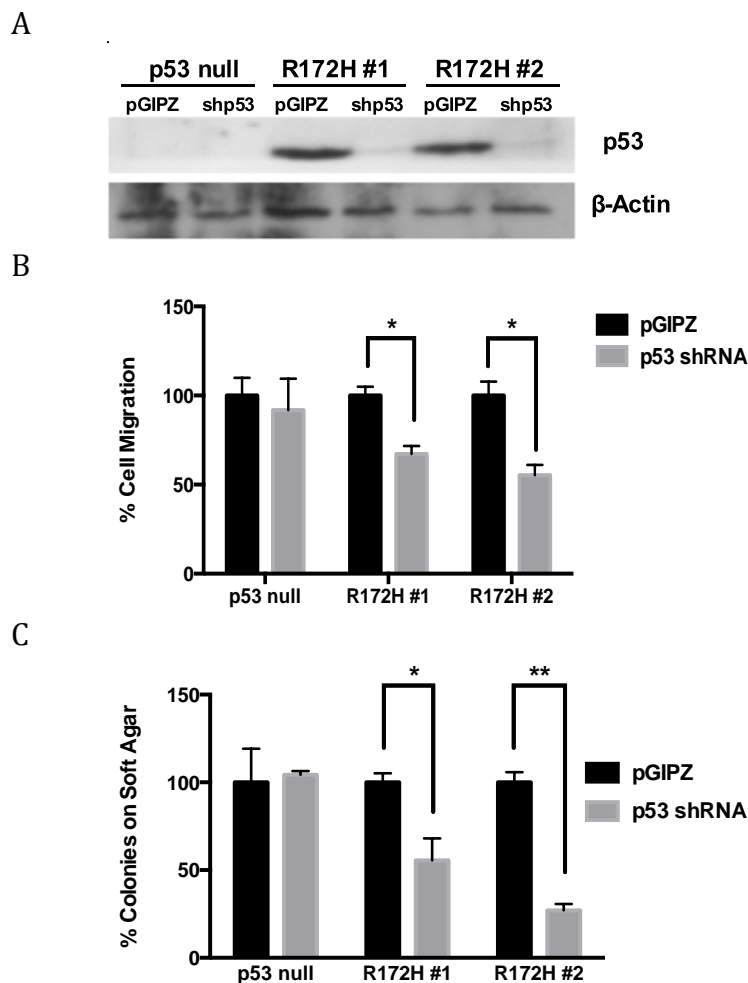 A
p53 null R172H #1 R172H #2
pGIPZ shp53 pGIPZ shp53 pGIPZ shp53
p53
β-Actin
B
150
100
50
0
% Cell Migration
* *
pGIPZ
p53 shRNA
p53 null R172H #1 R172H #2
C
150
100
50
0
% Colonies on Soft Agar
* **
pGIPZ
p53 shRNA
p53 null R172H #1 R172H #2